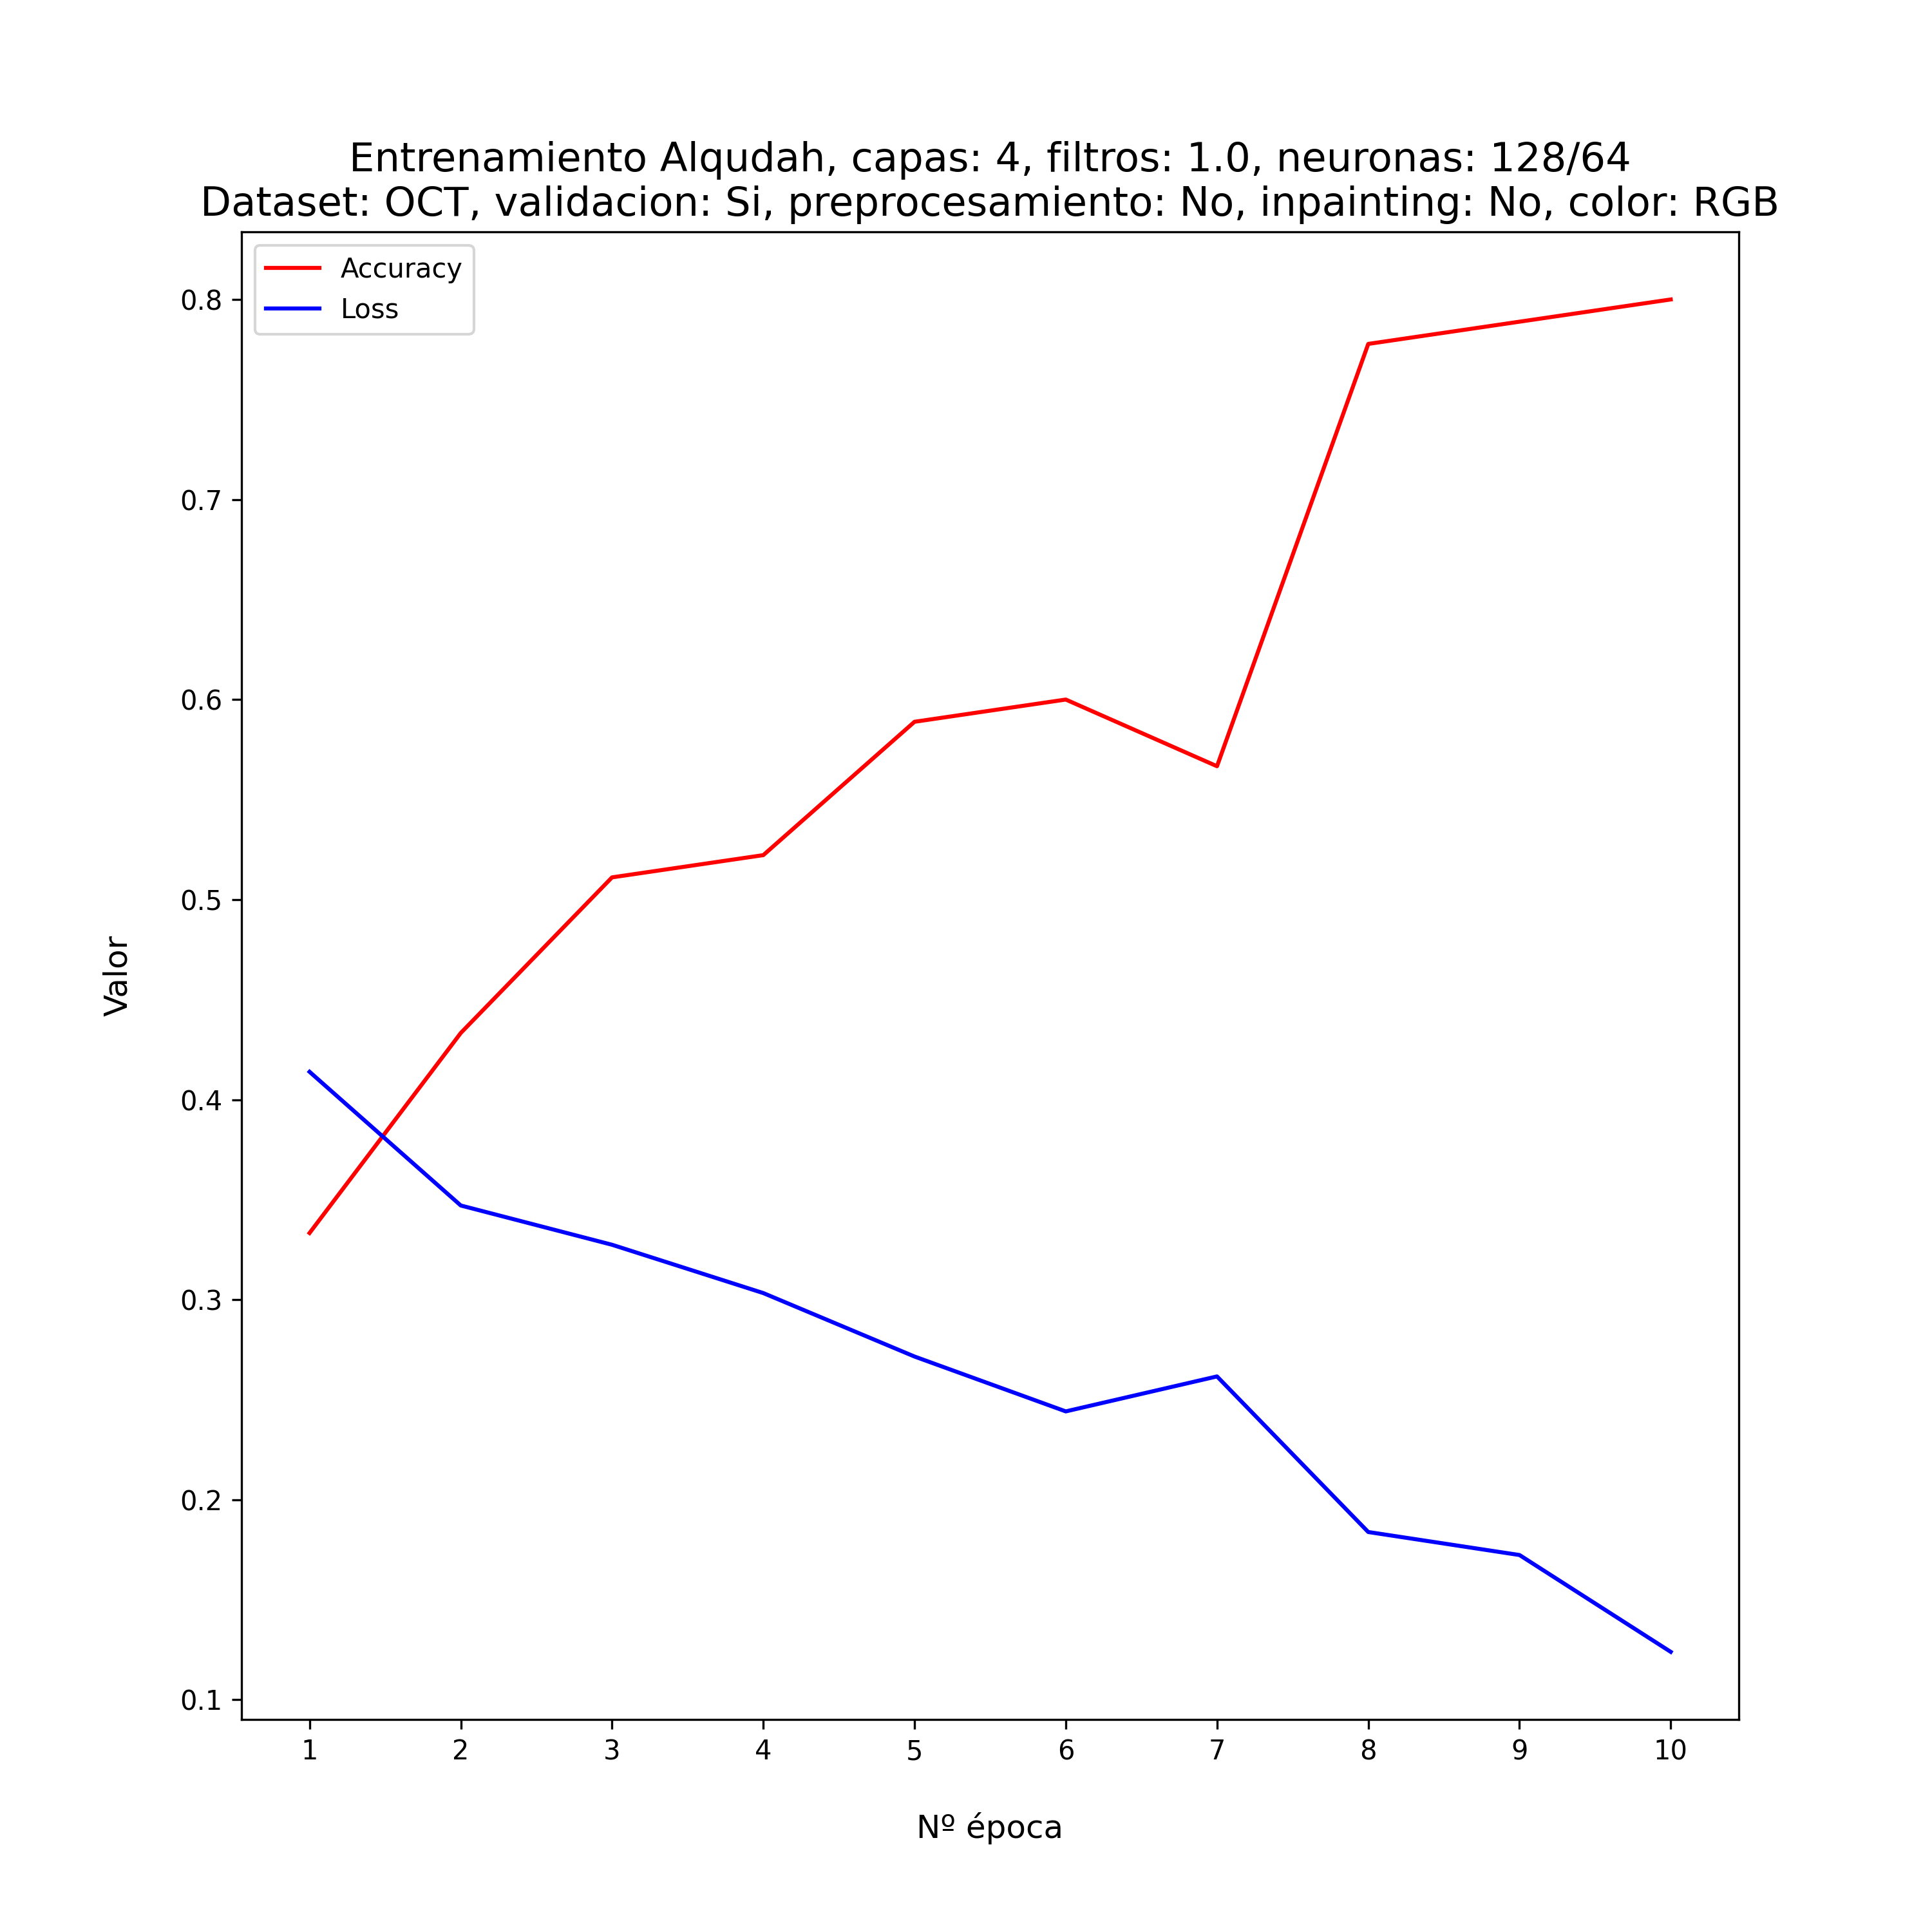 Entrenamiento Alqudah, capas: 4, filtros: 1.0, neuronas: 128/64
Dataset: OCT, validacion: Si, preprocesamiento: No, inpainting: No, color: RGB
Accuracy
Loss
0.8
0.7
0.6
0.5
0.4
0.3
0.2
0.1
Valor
1 2 3 4 5 6 7 8 9 10
Nº época